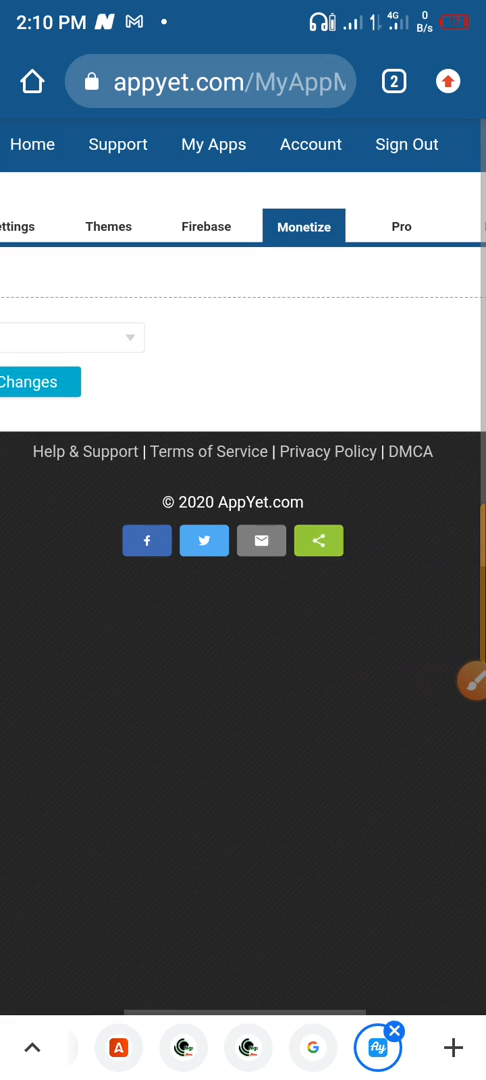 2:10 PM
4G
0
B/s
appyet.com/MyAppM
2
Home Support My Apps Account Sign Out
ettings Themes Firebase Monetize Pro
Changes
Help & Support | Terms of Service | Privacy Policy | DMCA
© 2020 AppYet.com